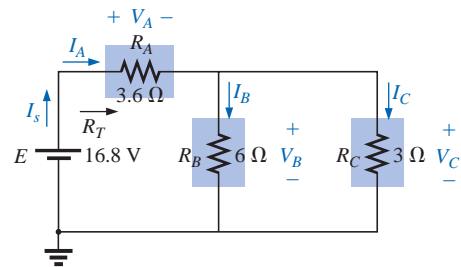 + V_A −
I_A
R_A
3.6 Ω
I_s
R_T
I_B
I_C
E
16.8 V
R_B
6 Ω
+
V_B
−
R_C
3 Ω
+
V_C
−